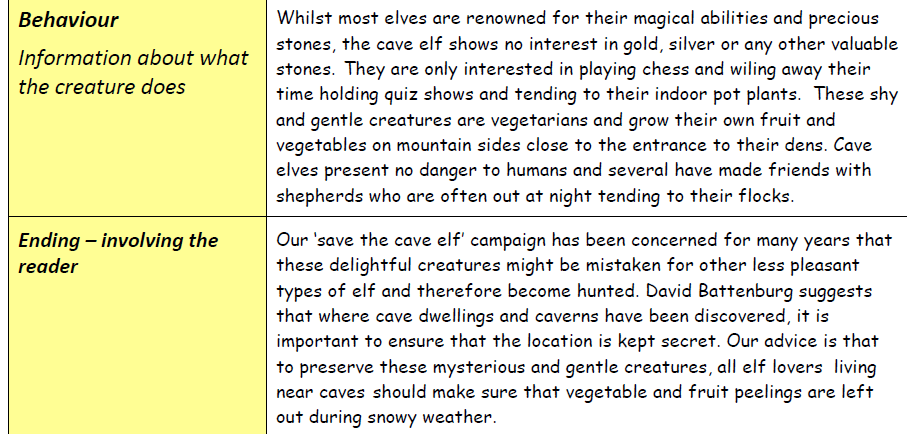 Behaviour
Information about what
the creature does
Whilst most elves are renowned for their magical abilities and precious
stones, the cave elf shows no interest in gold, silver or any other valuable
stones. They are only interested in playing chess and wiling away their
time holding quiz shows and tending to their indoor pot plants. These shy
and gentle creatures are vegetarians and grow their own fruit and
vegetables on mountain sides close to the entrance to their dens. Cave
elves present no danger to humans and several have made friends with
shepherds who are often out at night tending to their flocks.
Ending – involving the
reader
Our ‘save the cave elf’ campaign has been concerned for many years that
these delightful creatures might be mistaken for other less pleasant
types of elf and therefore become hunted. David Battenburg suggests
that where cave dwellings and caverns have been discovered, it is
important to ensure that the location is kept secret. Our advice is that
to preserve these mysterious and gentle creatures, all elf lovers living
near caves should make sure that vegetable and fruit peelings are left
out during snowy weather.